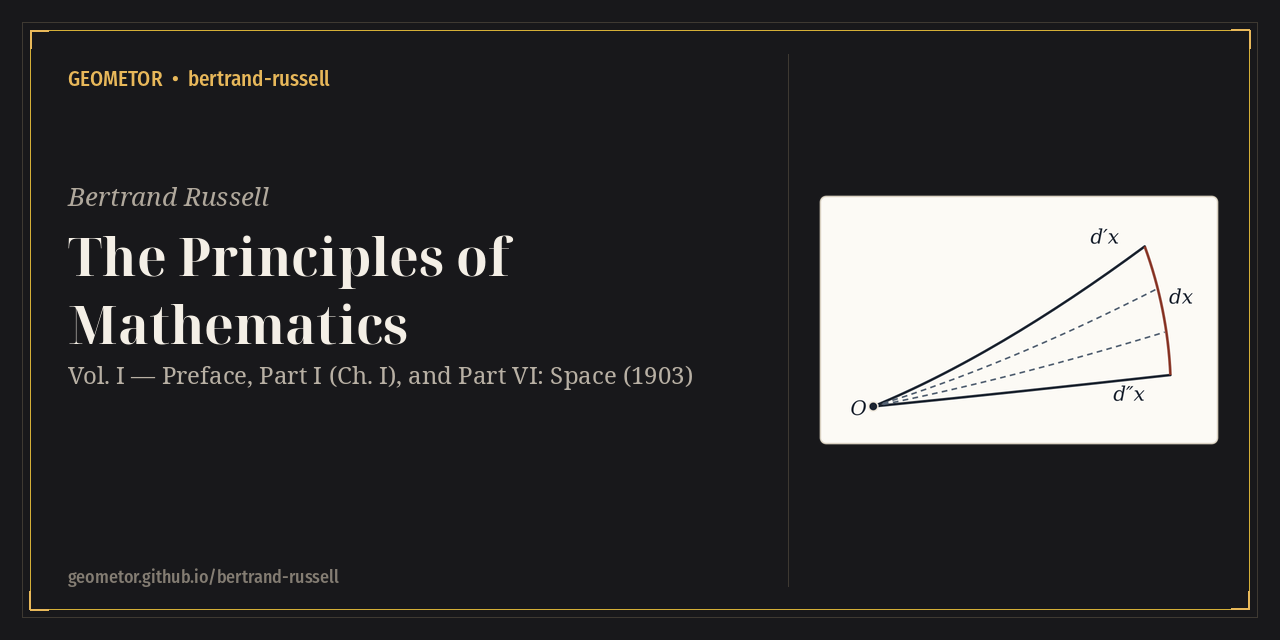 GEOMETOR • bertrand-russell
Bertrand Russell
The Principles of
Mathematics
Vol. I — Preface, Part I (Ch. I), and Part VI: Space (1903)
d′x
dx
d″x
O
geometor.github.io/bertrand-russell